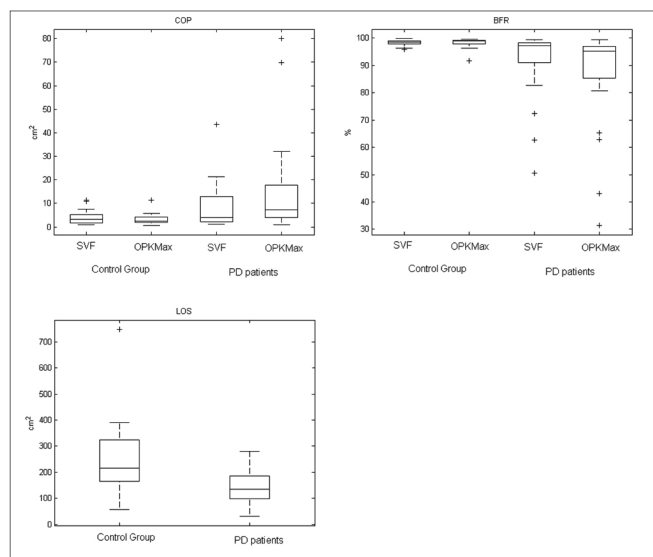 COP
80
70
60
50
40
30
20
10
0
cm²
SVF OPKMax SVF OPKMax
Control Group PD patients
BFR
100
90
80
70
60
50
40
30
%
SVF OPKMax SVF OPKMax
Control Group PD patients
LOS
700
600
500
400
300
200
100
0
cm²
Control Group PD patients